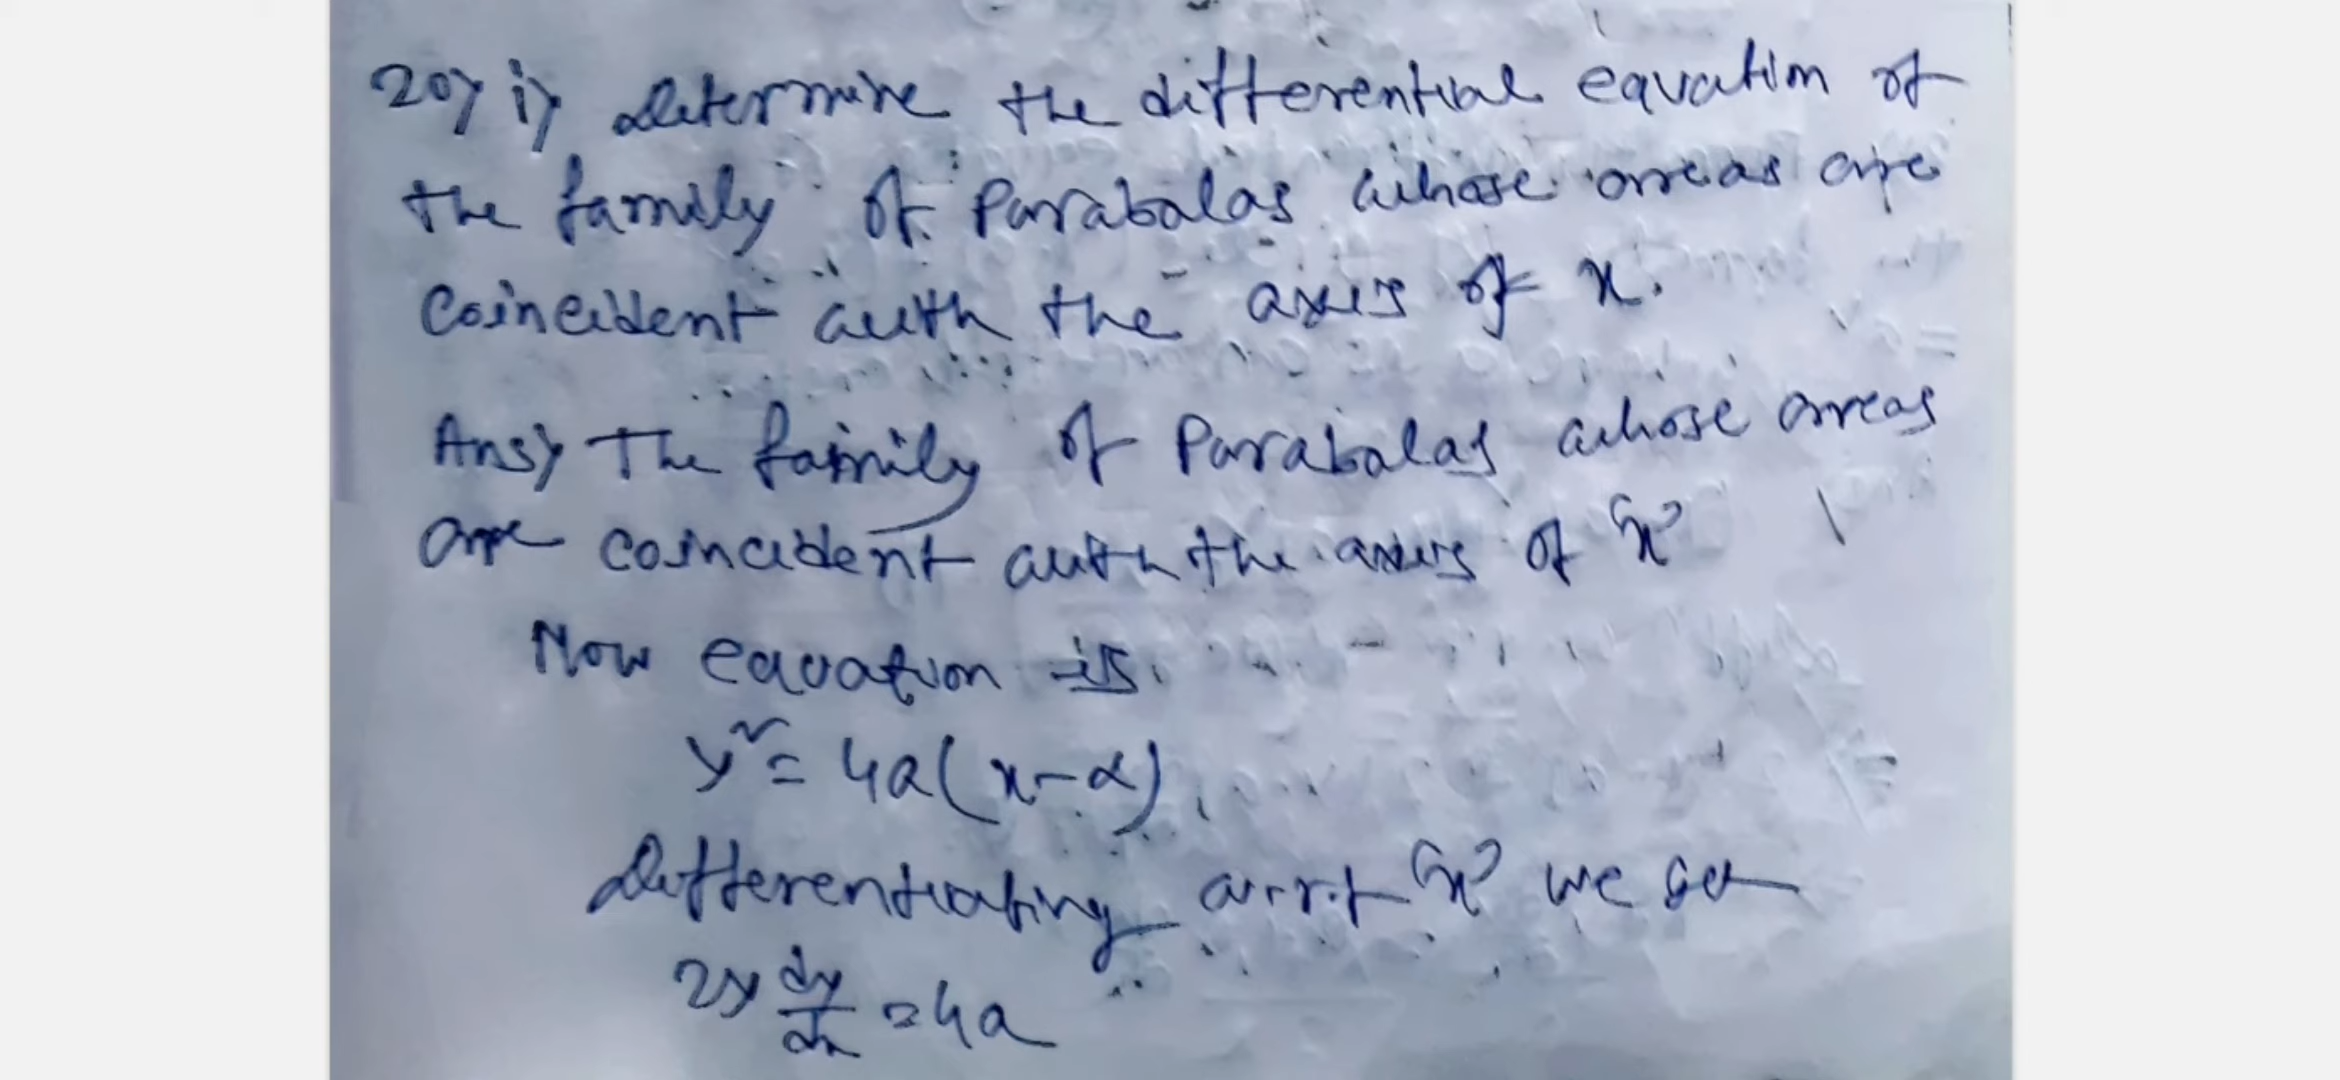 20> i> Determine the differential equation of
the family of Parabalas whose areas are
Coincident with the axis of x.
Ans> The family of Parabalas whose areas
are coincident with the axis of "x"
Now equation is.
y² = 4a(x-α)
Differentiating w.r.t "x" we get
2y dy/dx = 4a